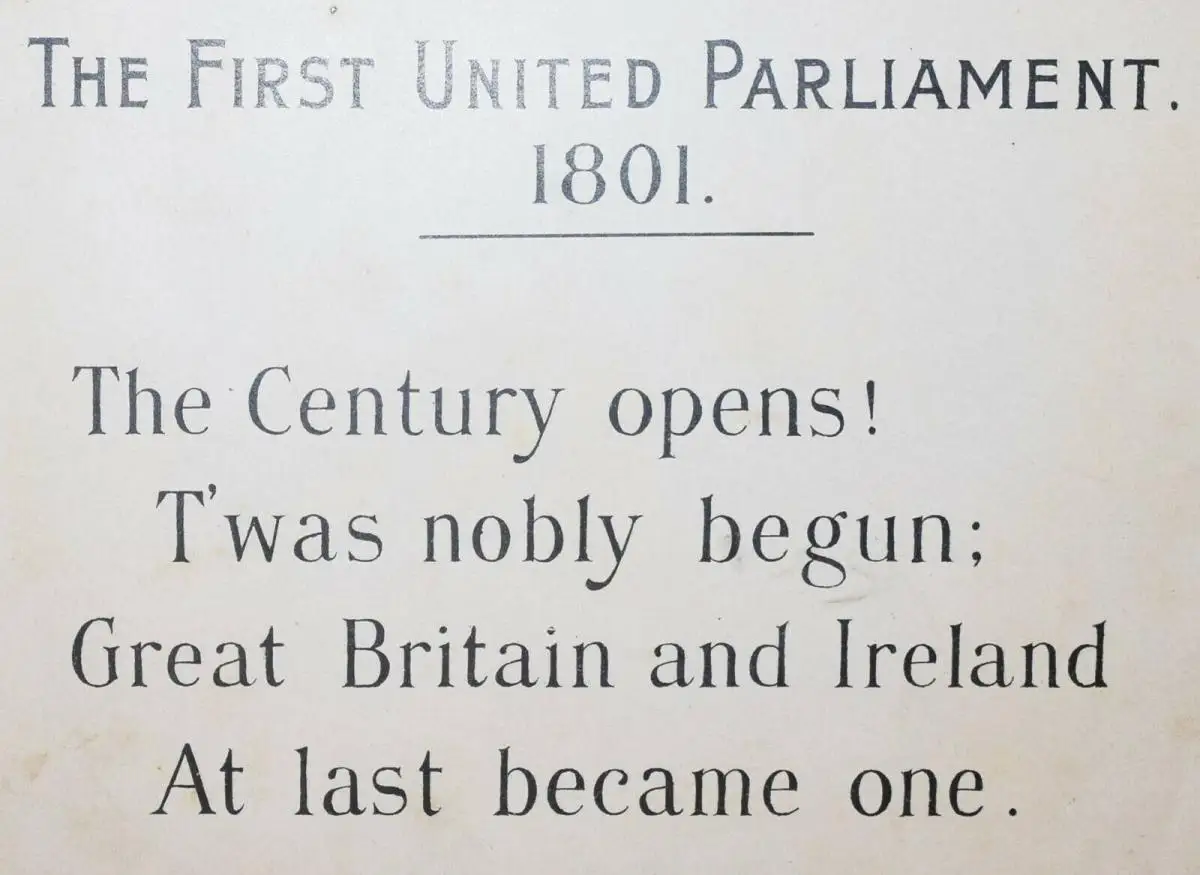 THE FIRST UNITED PARLIAMENT.
1801.
The Century opens!
T'was nobly begun;
Great Britain and Ireland
At last became one.